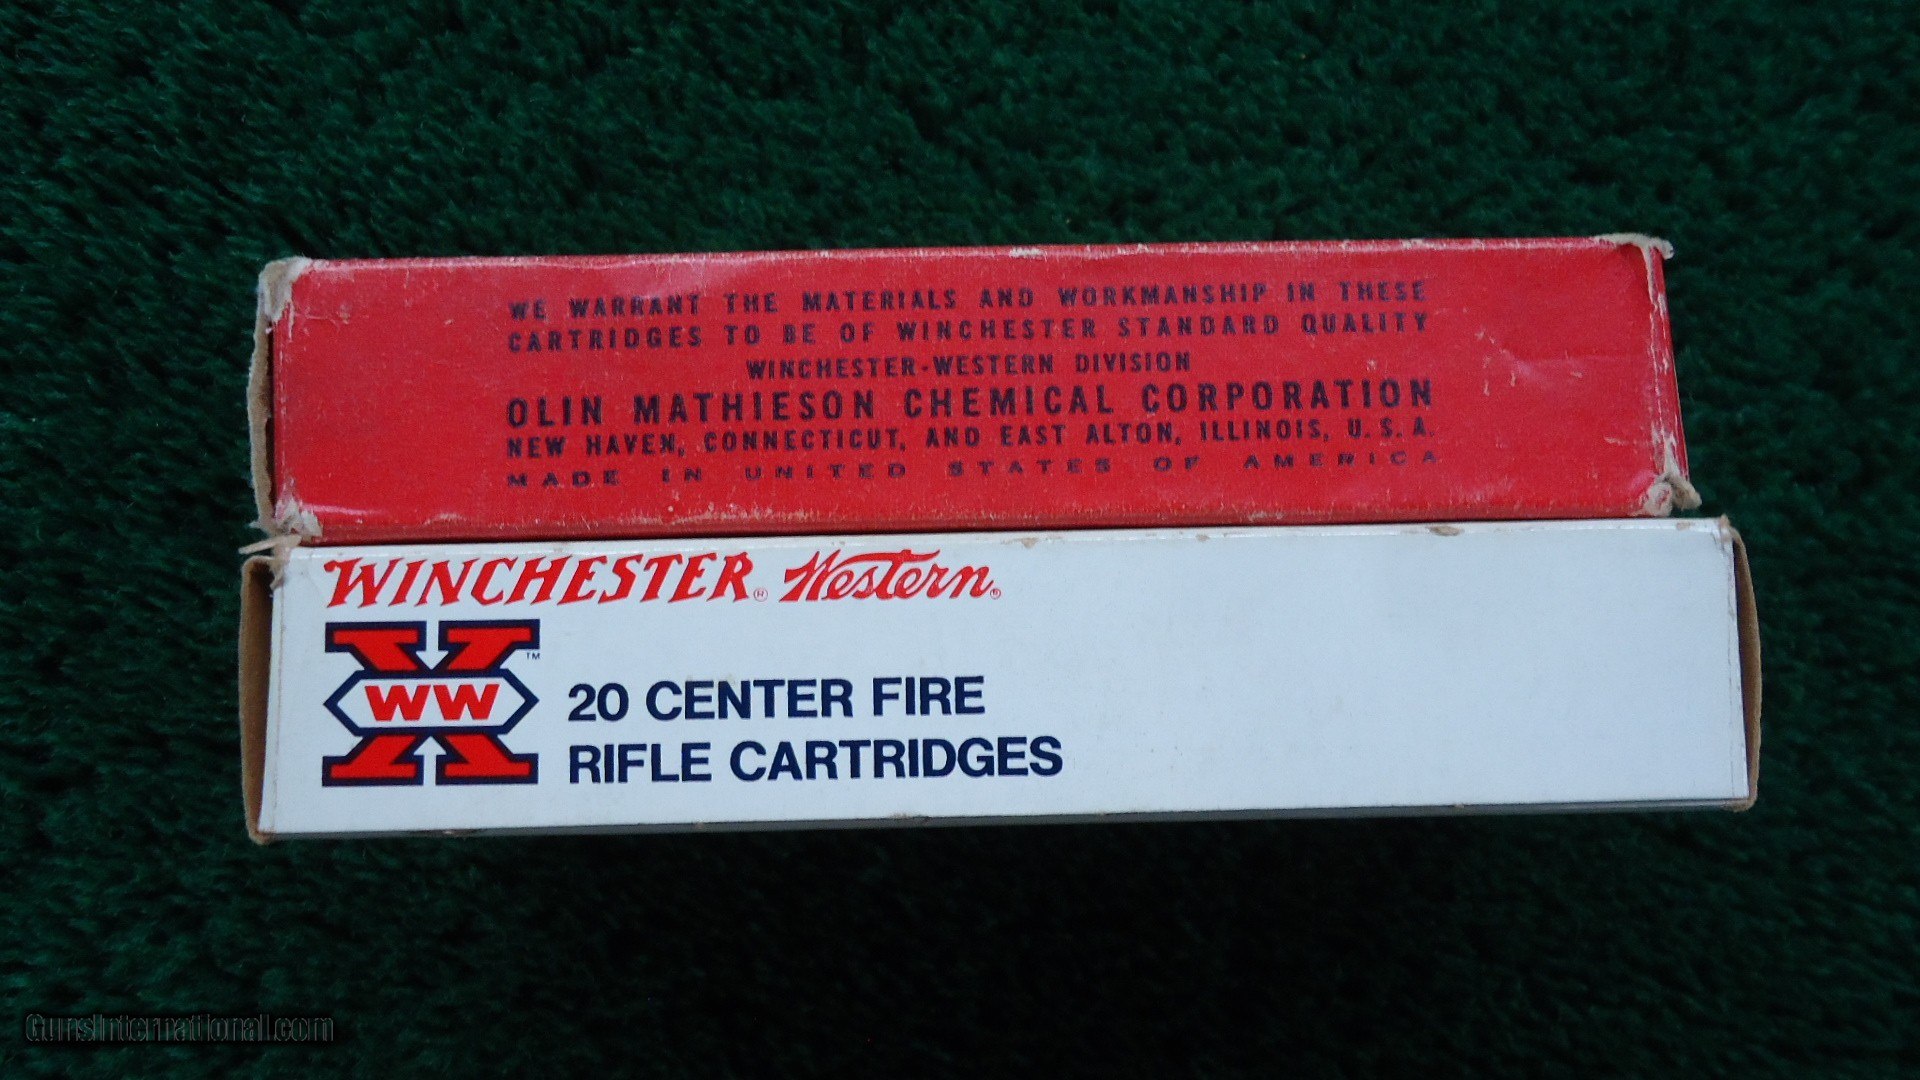 WE WARRANT THE MATERIALS AND WORKMANSHIP IN THESE
CARTRIDGES TO BE OF WINCHESTER STANDARD QUALITY
WINCHESTER-WESTERN DIVISION
OLIN MATHIESON CHEMICAL CORPORATION
NEW HAVEN, CONNECTICUT, AND EAST ALTON, ILLINOIS, U.S.A.
MADE IN UNITED STATES OF AMERICA
WINCHESTER® Western®
X WW ™
20 CENTER FIRE
RIFLE CARTRIDGES
GunsInternational.com